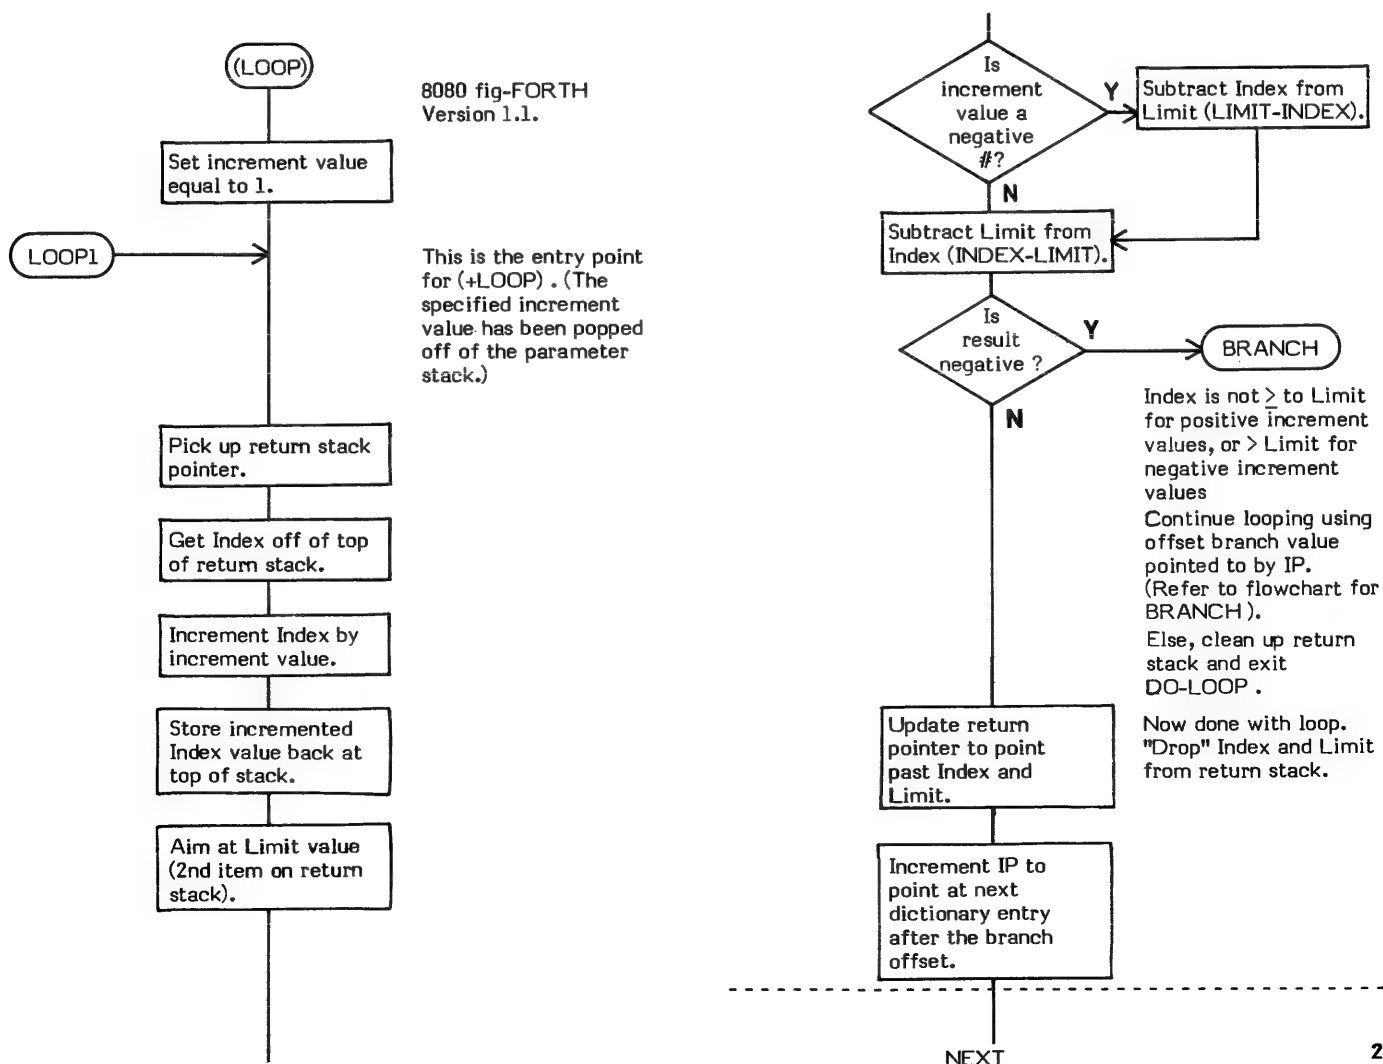 (LOOP)
8080 fig-FORTH
Version 1.1.
Set increment value
equal to 1.
LOOP1
This is the entry point
for (+LOOP) . (The
specified increment
value has been popped
off of the parameter
stack.)
Pick up return stack
pointer.
Get Index off of top
of return stack.
Increment Index by
increment value.
Store incremented
Index value back at
top of stack.
Aim at Limit value
(2nd item on return
stack).
Is
increment
value a
negative
#?
Y
Subtract Index from
Limit (LIMIT-INDEX).
N
Subtract Limit from
Index (INDEX-LIMIT).
Is
result
negative ?
Y
BRANCH
N
Index is not ≥ to Limit
for positive increment
values, or > Limit for
negative increment
values
Continue looping using
offset branch value
pointed to by IP.
(Refer to flowchart for
BRANCH ).
Else, clean up return
stack and exit
DO-LOOP .
Update return
pointer to point
past Index and
Limit.
Now done with loop.
"Drop" Index and Limit
from return stack.
Increment IP to
point at next
dictionary entry
after the branch
offset.
NEXT
2